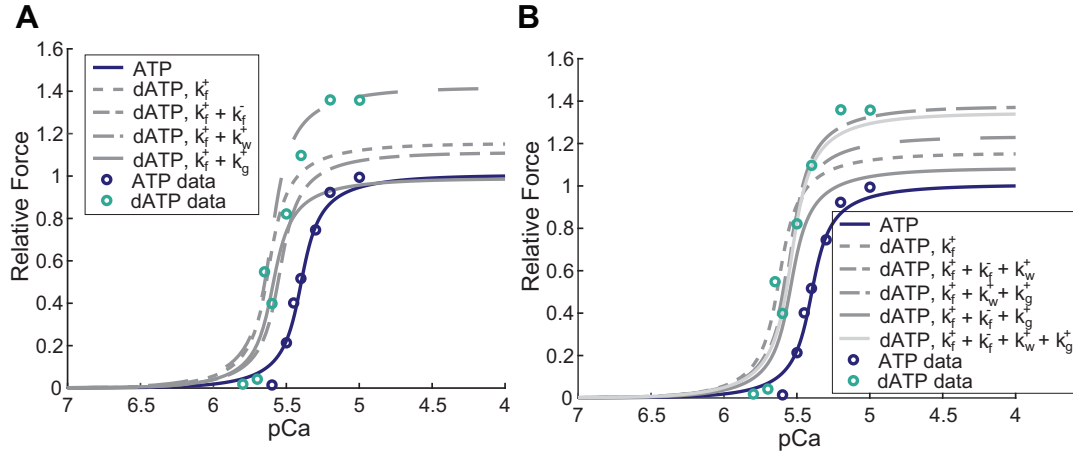 A
Relative Force
1.6
1.4
1.2
1
0.8
0.6
0.4
0.2
0
7
6.5
6
5.5
5
4.5
4
pCa
ATP
dATP, k_f^+
dATP, k_f^+ + k_f^-
dATP, k_f^+ + k_w^+
dATP, k_f^+ + k_g^+
ATP data
dATP data
B
Relative Force
1.6
1.4
1.2
1
0.8
0.6
0.4
0.2
0
7
6.5
6
5.5
5
4.5
4
pCa
ATP
dATP, k_f^+
dATP, k_f^+ + k_f^- + k_w^+
dATP, k_f^+ + k_w^+ + k_g^+
dATP, k_f^+ + k_f^- + k_g^+
dATP, k_f^+ + k_f^- + k_w^+ + k_g^+
ATP data
dATP data